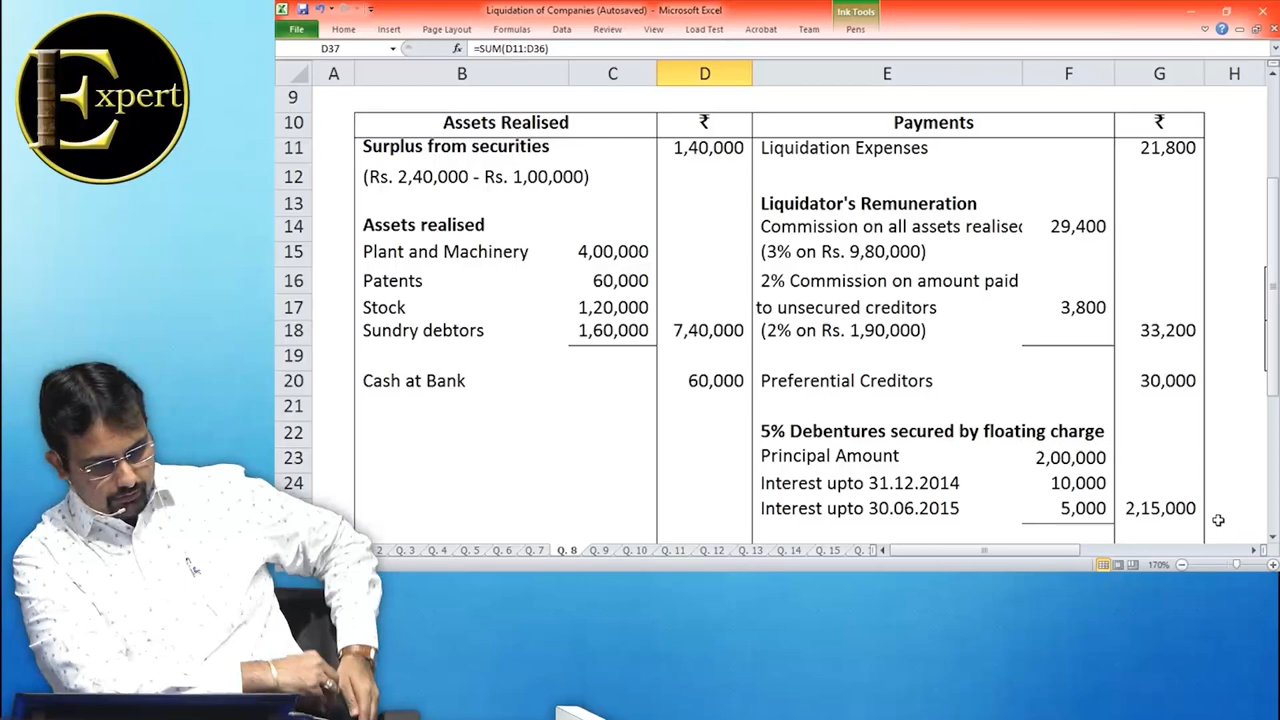 Expert
Liquidation of Companies (Autosaved) - Microsoft Excel
Ink Tools
File Home Insert Page Layout Formulas Data Review View Load Test Acrobat Team Pens
D37 fx =SUM(D11:D36)
A B C D E F G H
9
10 Assets Realised ₹ Payments ₹
11 Surplus from securities 1,40,000 Liquidation Expenses 21,800
12 (Rs. 2,40,000 - Rs. 1,00,000)
13 Liquidator's Remuneration
14 Assets realised Commission on all assets realised 29,400
15 Plant and Machinery 4,00,000 (3% on Rs. 9,80,000)
16 Patents 60,000 2% Commission on amount paid
17 Stock 1,20,000 to unsecured creditors 3,800
18 Sundry debtors 1,60,000 7,40,000 (2% on Rs. 1,90,000) 33,200
19
20 Cash at Bank 60,000 Preferential Creditors 30,000
21
22 5% Debentures secured by floating charge
23 Principal Amount 2,00,000
24 Interest upto 31.12.2014 10,000
Interest upto 30.06.2015 5,000 2,15,000
2 Q. 3 Q. 4 Q. 5 Q. 6 Q. 7 Q. 8 Q. 9 Q. 10 Q. 11 Q. 12 Q. 13 Q. 14 Q. 15 Q.
170%